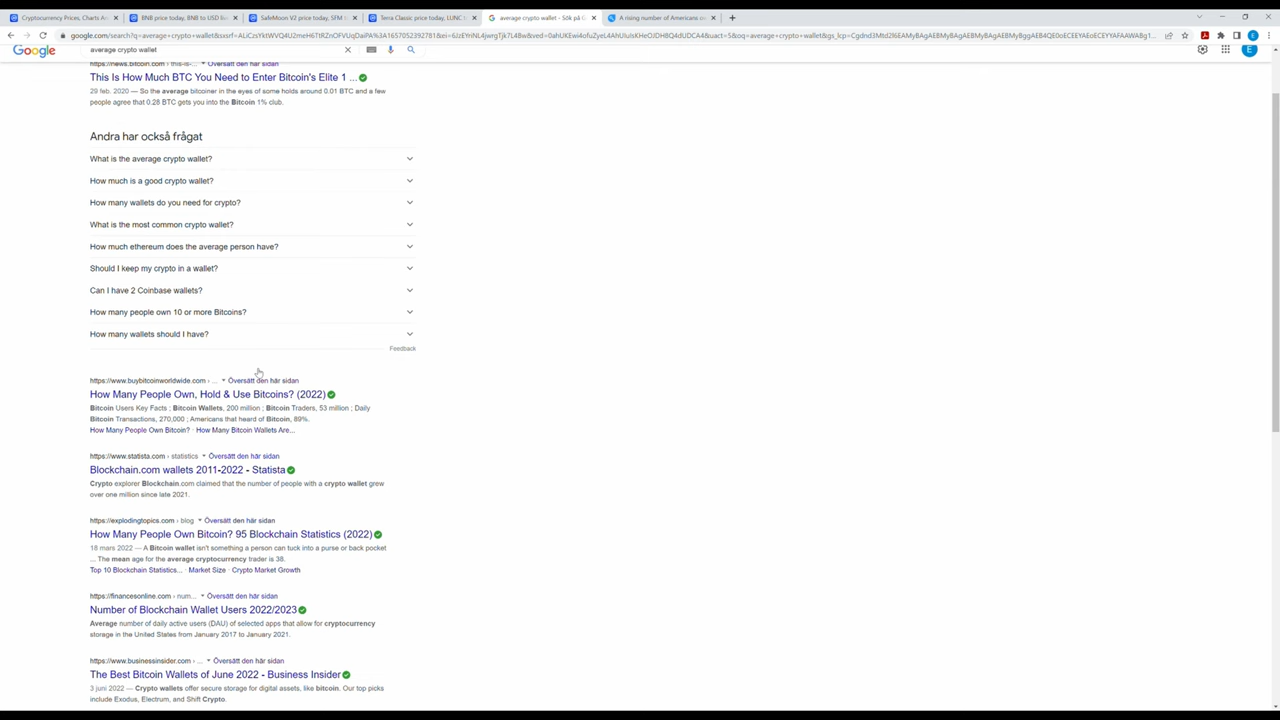 Cryptocurrency Prices, Charts An
BNB price today, BNB to USD live
SafeMoon V2 price today, SFM to
Terra Classic price today, LUNC to
average crypto wallet - Sök på G
A rising number of Americans ow
average crypto wallet
Google
E
https://news.bitcoin.com › this-is-... Översätt den här sidan
This Is How Much BTC You Need to Enter Bitcoin's Elite 1 ...
29 feb. 2020 — So the average bitcoiner in the eyes of some holds around 0.01 BTC and a few
people agree that 0.28 BTC gets you into the Bitcoin 1% club.
Andra har också frågat
What is the average crypto wallet?
How much is a good crypto wallet?
How many wallets do you need for crypto?
What is the most common crypto wallet?
How much ethereum does the average person have?
Should I keep my crypto in a wallet?
Can I have 2 Coinbase wallets?
How many people own 10 or more Bitcoins?
How many wallets should I have?
Feedback
https://www.buybitcoinworldwide.com › ... Översätt den här sidan
How Many People Own, Hold & Use Bitcoins? (2022)
Bitcoin Users Key Facts ; Bitcoin Wallets, 200 million ; Bitcoin Traders, 53 million ; Daily
Bitcoin Transactions, 270,000 ; Americans that heard of Bitcoin, 89%.
How Many People Own Bitcoin? · How Many Bitcoin Wallets Are...
https://www.statista.com › statistics Översätt den här sidan
Blockchain.com wallets 2011-2022 - Statista
Crypto explorer Blockchain.com claimed that the number of people with a crypto wallet grew
over one million since late 2021.
https://explodingtopics.com › blog Översätt den här sidan
How Many People Own Bitcoin? 95 Blockchain Statistics (2022)
18 mars 2022 — A Bitcoin wallet isn't something a person can tuck into a purse or back pocket
... The mean age for the average cryptocurrency trader is 38.
Top 10 Blockchain Statistics... · Market Size · Crypto Market Growth
https://financesonline.com › num... Översätt den här sidan
Number of Blockchain Wallet Users 2022/2023
Average number of daily active users (DAU) of selected apps that allow for cryptocurrency
storage in the United States from January 2017 to January 2021.
https://www.businessinsider.com › ... Översätt den här sidan
The Best Bitcoin Wallets of June 2022 - Business Insider
3 juni 2022 — Crypto wallets offer secure storage for digital assets, like bitcoin. Our top picks
include Exodus, Electrum, and Shift Crypto.